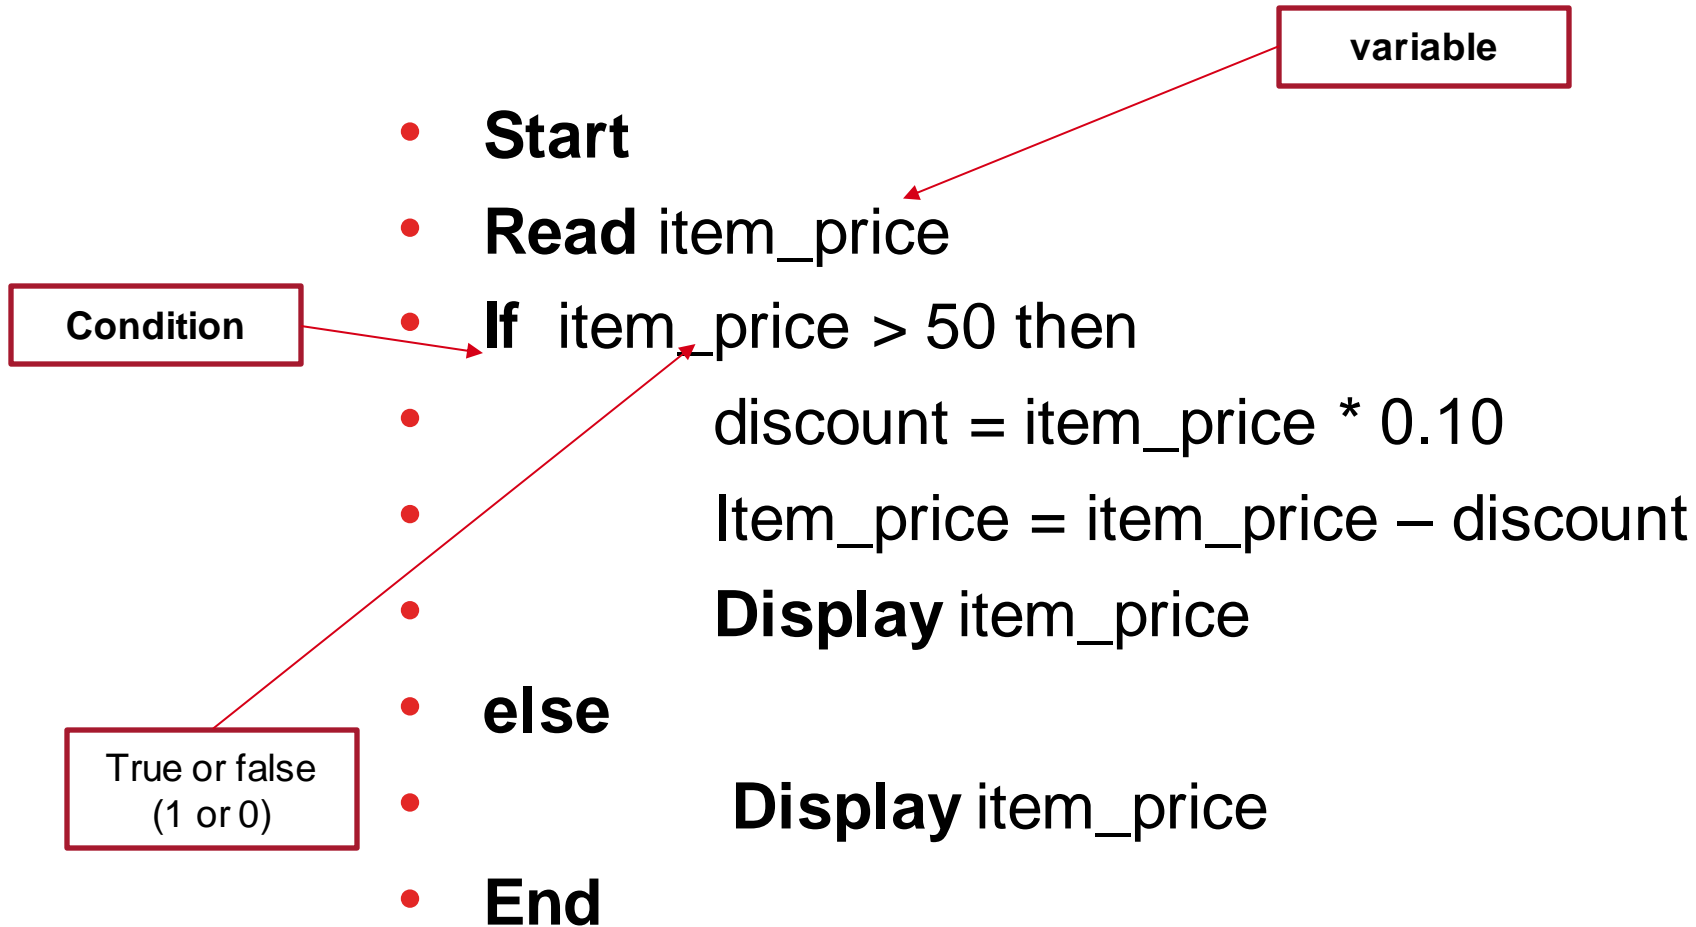 variable
• Start
• Read item_price
Condition
• If item_price > 50 then
• discount = item_price * 0.10
• Item_price = item_price – discount
• Display item_price
• else
True or false
(1 or 0)
• Display item_price
• End